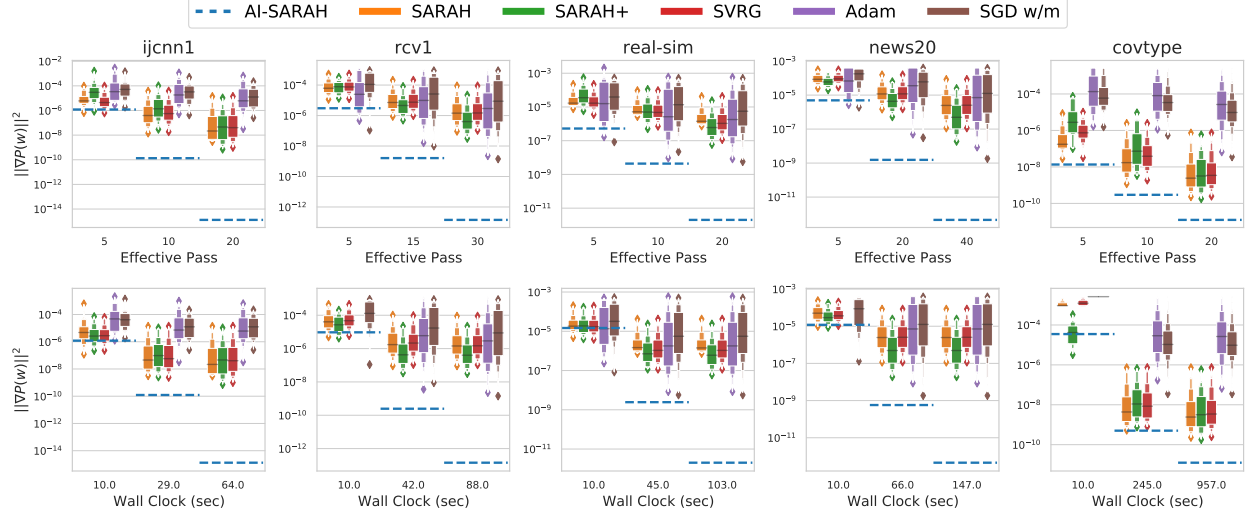 AI-SARAH SARAH SARAH+ SVRG Adam SGD w/m
ijcnn1 rcv1 real-sim news20 covtype
||∇P(w)||²
10⁻² 10⁻⁴ 10⁻⁶ 10⁻⁸ 10⁻¹⁰ 10⁻¹² 10⁻¹⁴
10⁻⁴ 10⁻⁶ 10⁻⁸ 10⁻¹⁰ 10⁻¹²
10⁻³ 10⁻⁵ 10⁻⁷ 10⁻⁹ 10⁻¹¹
10⁻³ 10⁻⁵ 10⁻⁷ 10⁻⁹ 10⁻¹¹
10⁻⁴ 10⁻⁶ 10⁻⁸ 10⁻¹⁰
5 10 20 5 15 30 5 10 20 5 20 40 5 10 20
Effective Pass Effective Pass Effective Pass Effective Pass Effective Pass
||∇P(w)||²
10⁻² 10⁻⁴ 10⁻⁶ 10⁻⁸ 10⁻¹⁰ 10⁻¹² 10⁻¹⁴
10⁻⁴ 10⁻⁶ 10⁻⁸ 10⁻¹⁰ 10⁻¹²
10⁻³ 10⁻⁵ 10⁻⁷ 10⁻⁹ 10⁻¹¹
10⁻³ 10⁻⁵ 10⁻⁷ 10⁻⁹ 10⁻¹¹
10⁻⁴ 10⁻⁶ 10⁻⁸ 10⁻¹⁰
10.0 29.0 64.0 10.0 42.0 88.0 10.0 45.0 103.0 10.0 66.0 147.0 10.0 245.0 957.0
Wall Clock (sec) Wall Clock (sec) Wall Clock (sec) Wall Clock (sec) Wall Clock (sec)